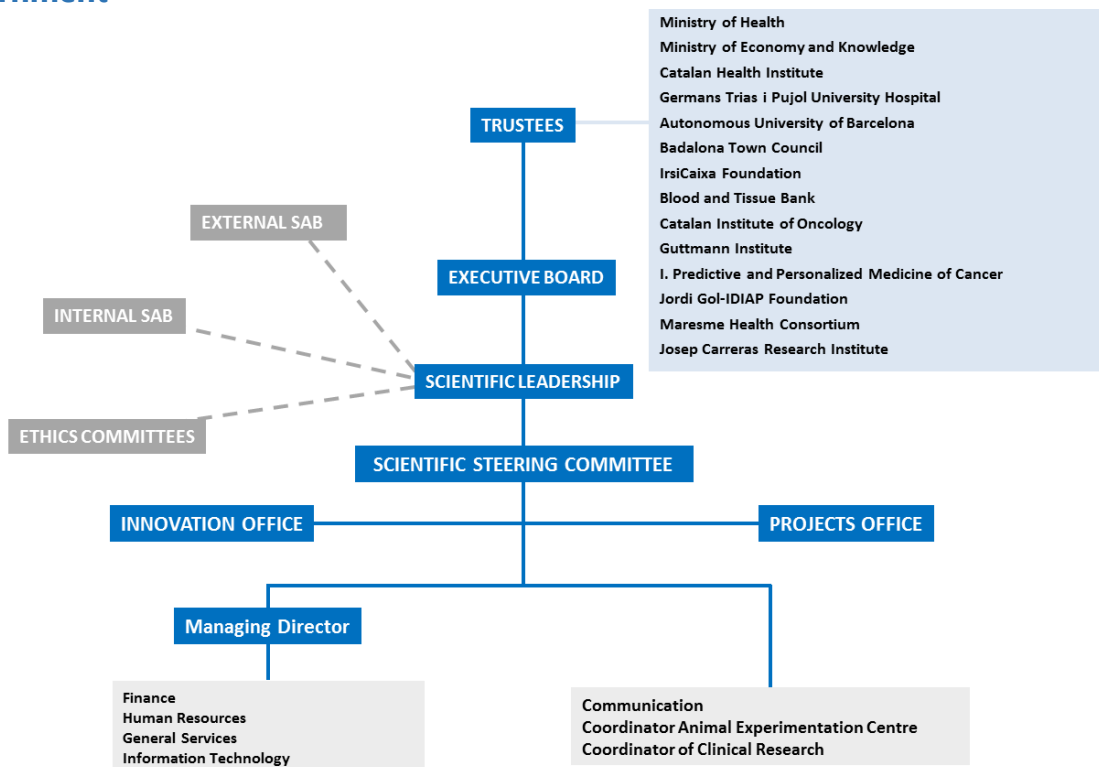 Ministry of Health
Ministry of Economy and Knowledge
Catalan Health Institute
Germans Trias i Pujol University Hospital
Autonomous University of Barcelona
Badalona Town Council
IrsiCaixa Foundation
Blood and Tissue Bank
Catalan Institute of Oncology
Guttmann Institute
I. Predictive and Personalized Medicine of Cancer
Jordi Gol-IDIAP Foundation
Maresme Health Consortium
Josep Carreras Research Institute
TRUSTEES
EXTERNAL SAB
EXECUTIVE BOARD
INTERNAL SAB
SCIENTIFIC LEADERSHIP
ETHICS COMMITTEES
SCIENTIFIC STEERING COMMITTEE
INNOVATION OFFICE
PROJECTS OFFICE
Managing Director
Finance
Human Resources
General Services
Information Technology
Communication
Coordinator Animal Experimentation Centre
Coordinator of Clinical Research